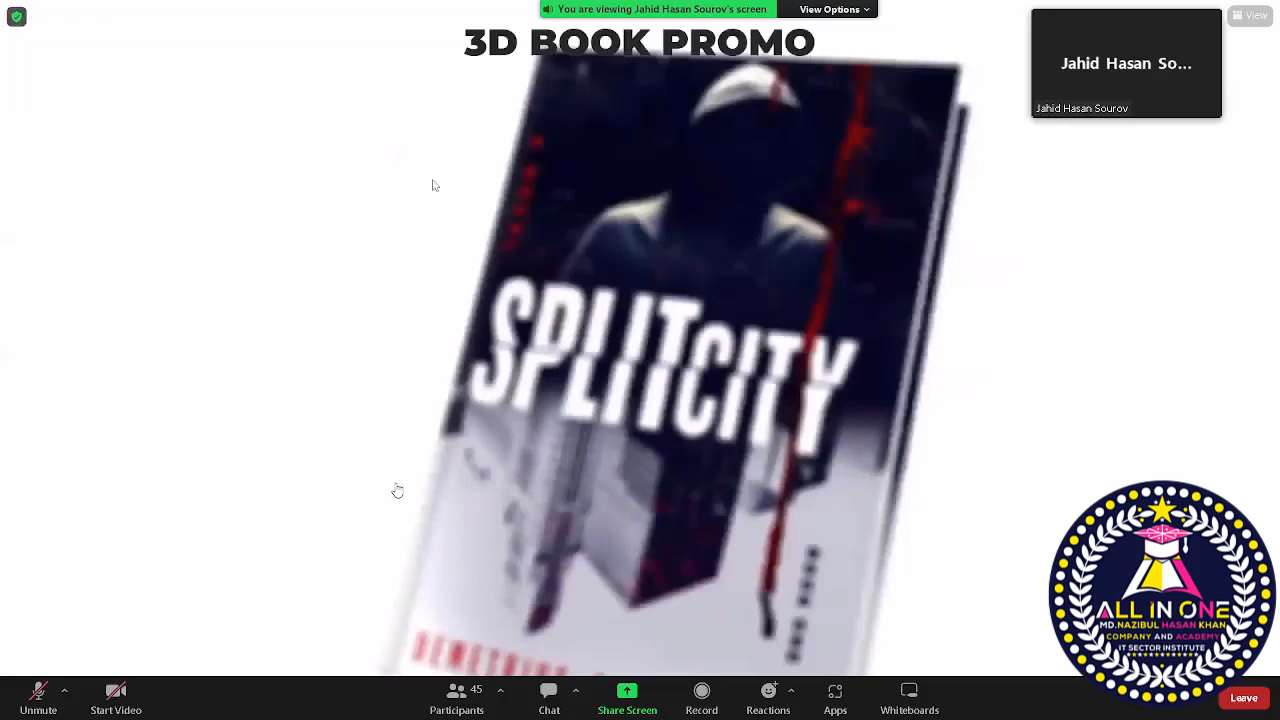 You are viewing Jahid Hasan Sourov's screen
View Options
View
3D BOOK PROMO
Jahid Hasan So...
Jahid Hasan Sourov
SPLITCITY
ALL IN ONE
MD.NAZIBUL HASAN KHAN
COMPANY AND ACADEMY
IT SECTOR INSTITUTE
Unmute
Start Video
45
Participants
Chat
Share Screen
Record
Reactions
Apps
Whiteboards
Leave